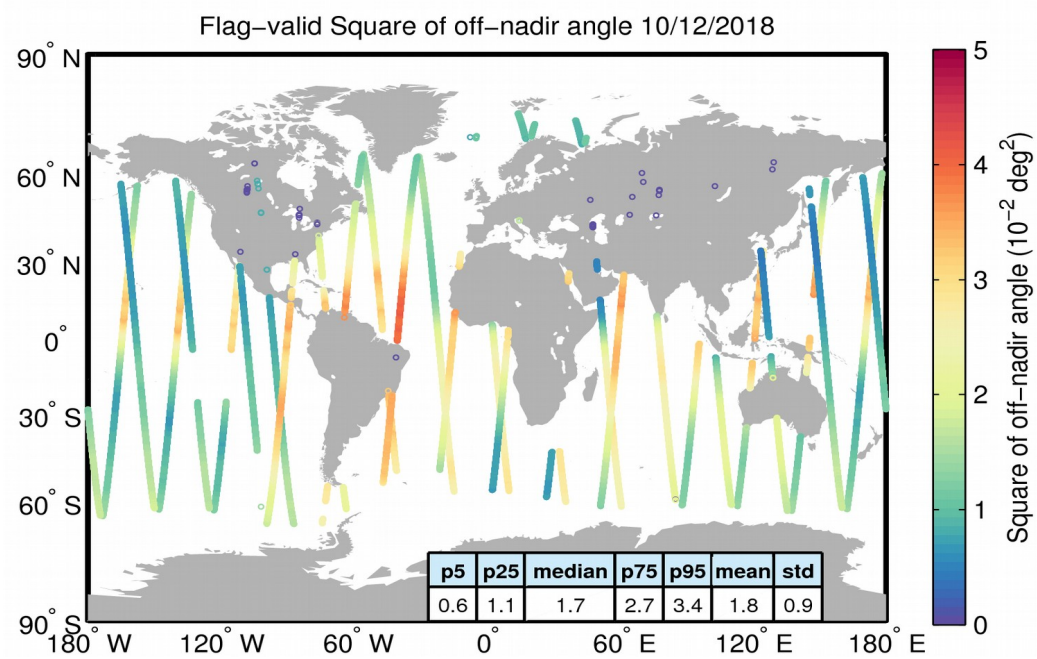 Flag−valid Square of off−nadir angle 10/12/2018
90° N
60° N
30° N
0°
30° S
60° S
90° S
180° W
120° W
60° W
0°
60° E
120° E
180° E
p5 p25 median p75 p95 mean std
0.6 1.1 1.7 2.7 3.4 1.8 0.9
5
4
3
2
1
0
Square of off−nadir angle (10⁻² deg²)